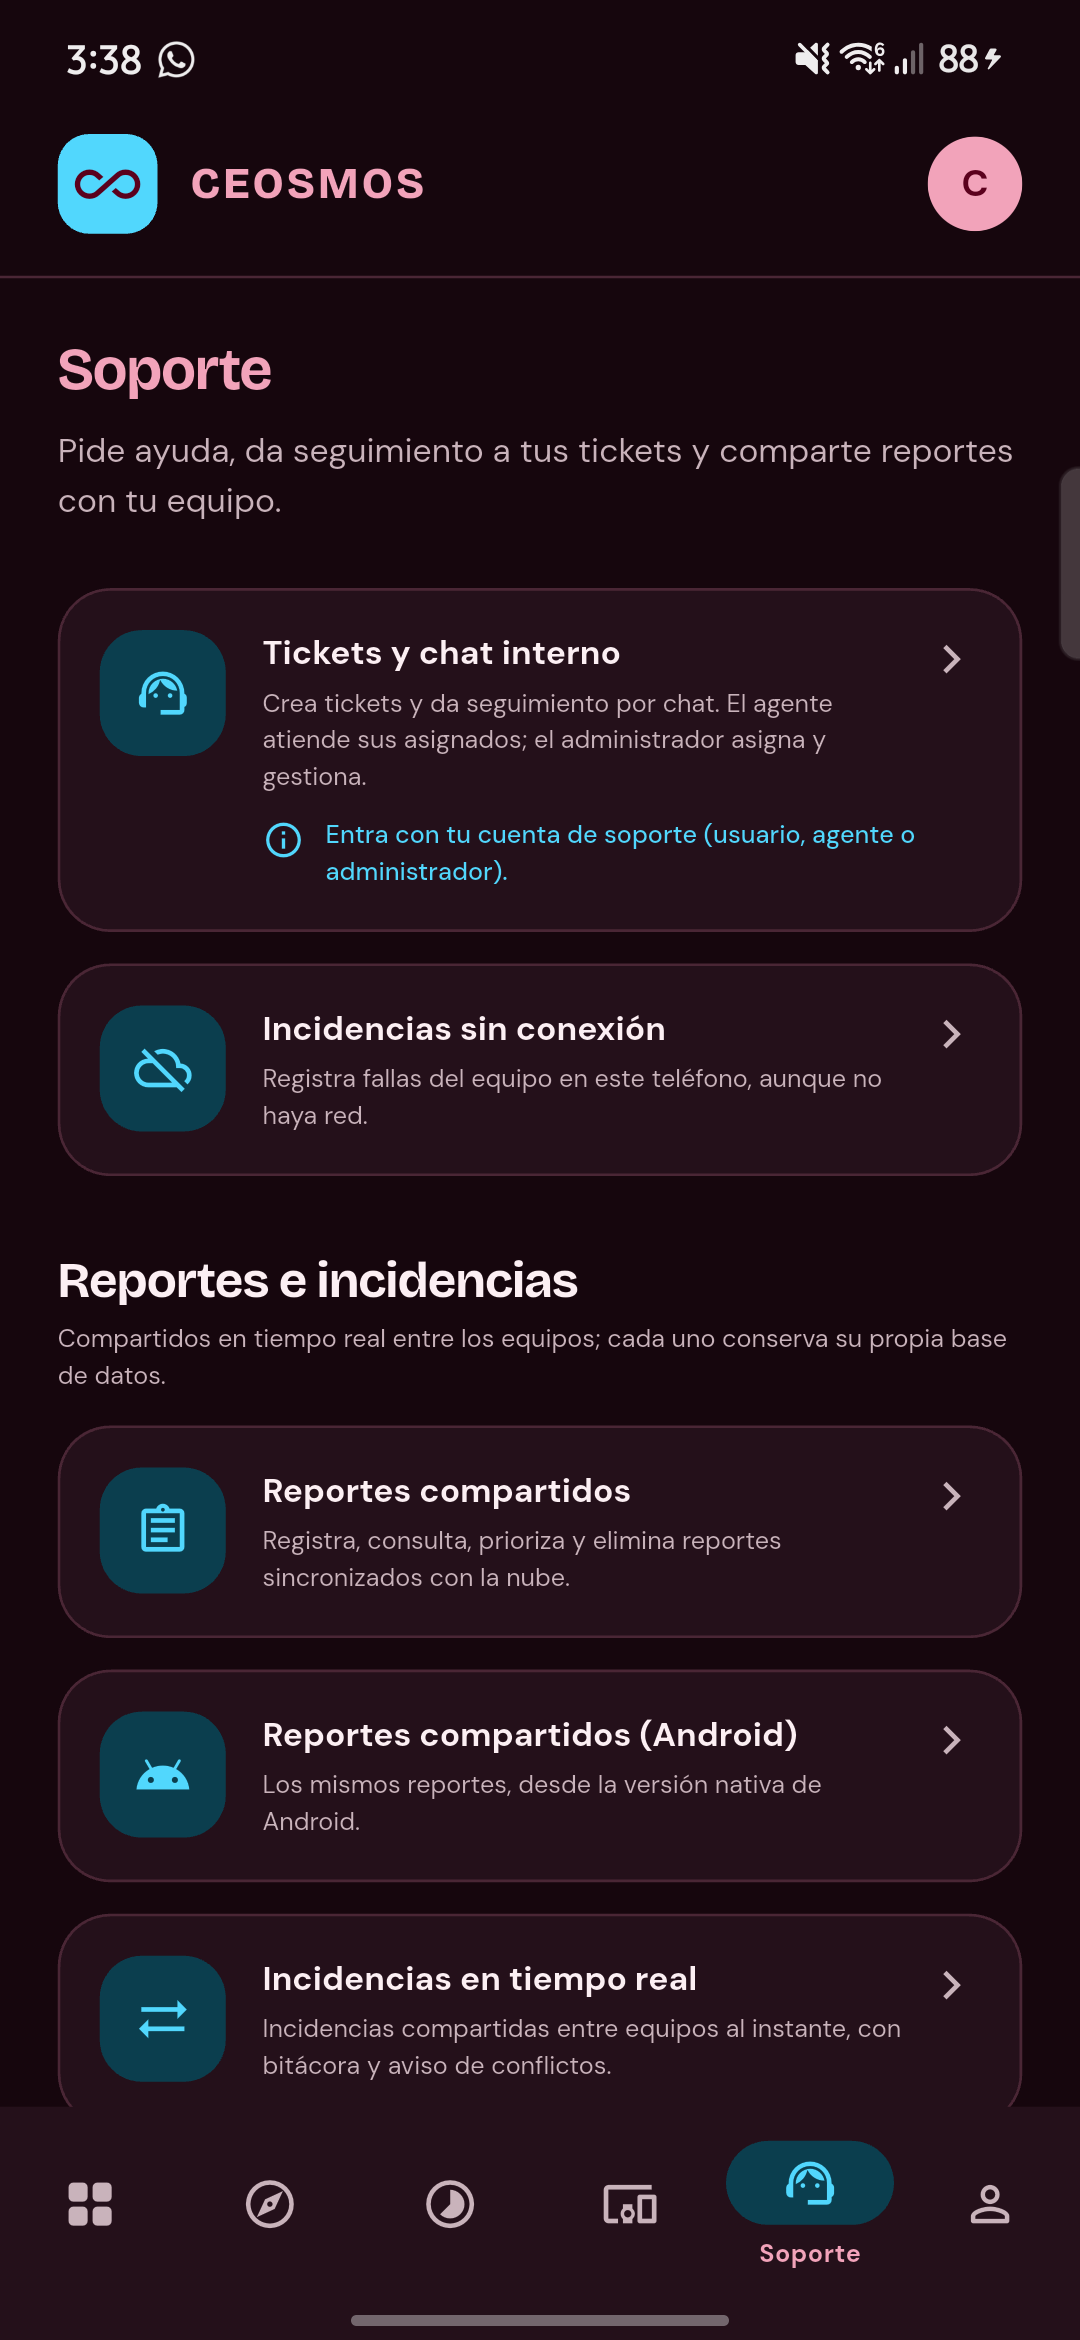 3:38
6
88
CEOSMOS
C
Soporte
Pide ayuda, da seguimiento a tus tickets y comparte reportes
con tu equipo.
Tickets y chat interno
Crea tickets y da seguimiento por chat. El agente
atiende sus asignados; el administrador asigna y
gestiona.
Entra con tu cuenta de soporte (usuario, agente o
administrador).
Incidencias sin conexión
Registra fallas del equipo en este teléfono, aunque no
haya red.
Reportes e incidencias
Compartidos en tiempo real entre los equipos; cada uno conserva su propia base
de datos.
Reportes compartidos
Registra, consulta, prioriza y elimina reportes
sincronizados con la nube.
Reportes compartidos (Android)
Los mismos reportes, desde la versión nativa de
Android.
Incidencias en tiempo real
Incidencias compartidas entre equipos al instante, con
bitácora y aviso de conflictos.
Soporte